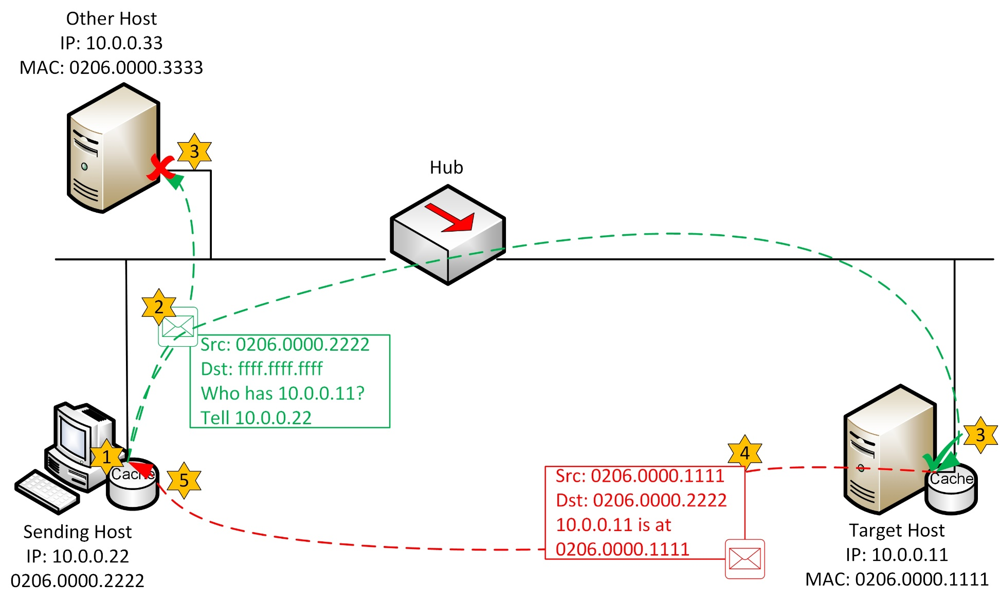 Other Host
IP: 10.0.0.33
MAC: 0206.0000.3333
3
Hub
2
Src: 0206.0000.2222
Dst: ffff.ffff.ffff
Who has 10.0.0.11?
Tell 10.0.0.22
1
Cache
5
Sending Host
IP: 10.0.0.22
0206.0000.2222
4
Src: 0206.0000.1111
Dst: 0206.0000.2222
10.0.0.11 is at
0206.0000.1111
3
Cache
Target Host
IP: 10.0.0.11
MAC: 0206.0000.1111